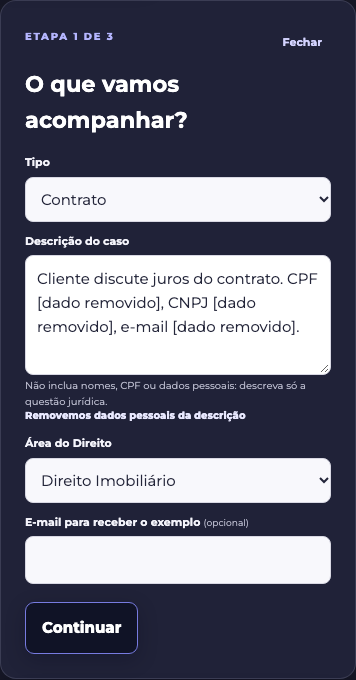 ETAPA 1 DE 3
Fechar
O que vamos
acompanhar?
Tipo
Contrato
Descrição do caso
Cliente discute juros do contrato. CPF
[dado removido], CNPJ [dado
removido], e-mail [dado removido].
Não inclua nomes, CPF ou dados pessoais: descreva só a
questão jurídica.
Removemos dados pessoais da descrição
Área do Direito
Direito Imobiliário
E-mail para receber o exemplo (opcional)
Continuar